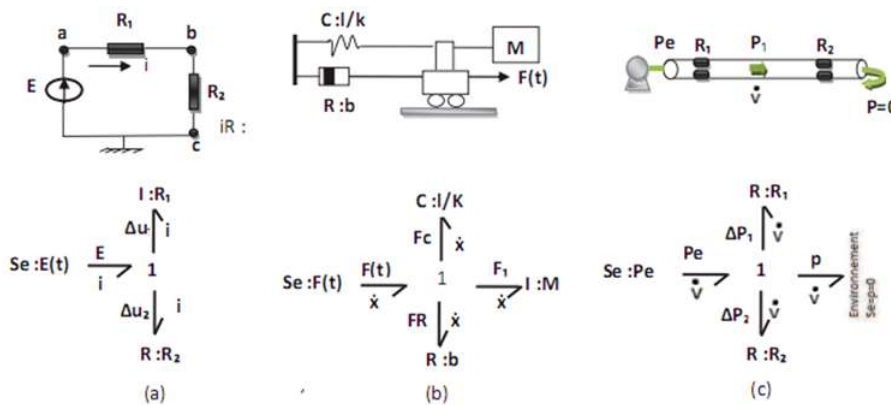 R₁
a
b
i
E
R₂
iR :
c
I :R₁
Δu
i
E
Se :E(t)
1
i
Δu₂
i
R :R₂
(a)
C :l/k
M
F(t)
R :b
C :l/K
Fc
ẋ
F(t)
F₁
Se :F(t)
1
I :M
ẋ
ẋ
FR
ẋ
R :b
(b)
Pe
R₁
P₁
R₂
v̇
P=0
R :R₁
ΔP₁
v̇
Pe
p
Se :Pe
1
v̇
v̇
Environnement
Se=p=0
ΔP₂
v̇
R :R₂
(c)